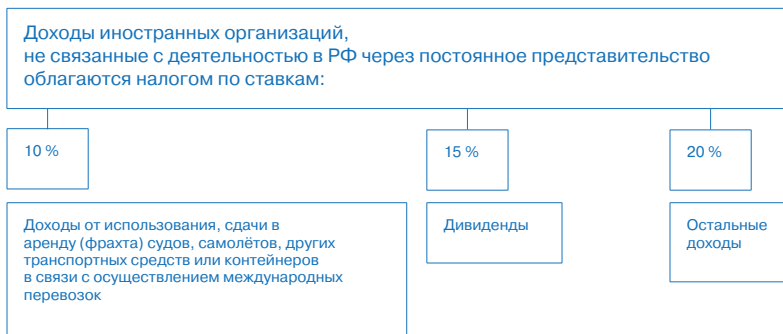 Доходы иностранных организаций,
не связанные с деятельностью в РФ через постоянное представительство
облагаются налогом по ставкам:
10 %
15 %
20 %
Доходы от использования, сдачи в
аренду (фрахта) судов, самолётов, других
транспортных средств или контейнеров
в связи с осуществлением международных
перевозок
Дивиденды
Остальные
доходы